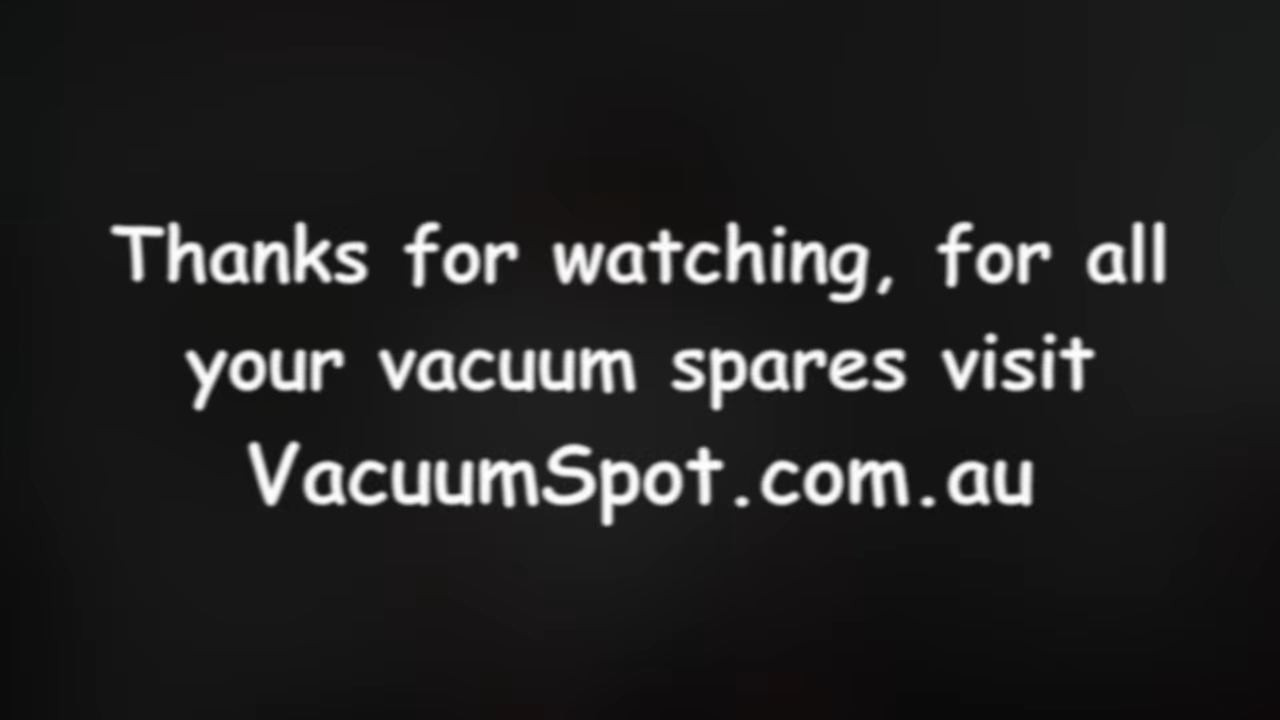 Thanks for watching, for all
your vacuum spares visit
VacuumSpot.com.au